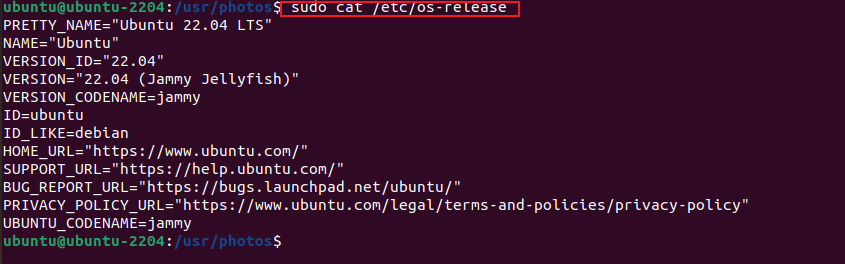 ubuntu@ubuntu-2204:/usr/photos$ sudo cat /etc/os-release
PRETTY_NAME="Ubuntu 22.04 LTS"
NAME="Ubuntu"
VERSION_ID="22.04"
VERSION="22.04 (Jammy Jellyfish)"
VERSION_CODENAME=jammy
ID=ubuntu
ID_LIKE=debian
HOME_URL="https://www.ubuntu.com/"
SUPPORT_URL="https://help.ubuntu.com/"
BUG_REPORT_URL="https://bugs.launchpad.net/ubuntu/"
PRIVACY_POLICY_URL="https://www.ubuntu.com/legal/terms-and-policies/privacy-policy"
UBUNTU_CODENAME=jammy
ubuntu@ubuntu-2204:/usr/photos$